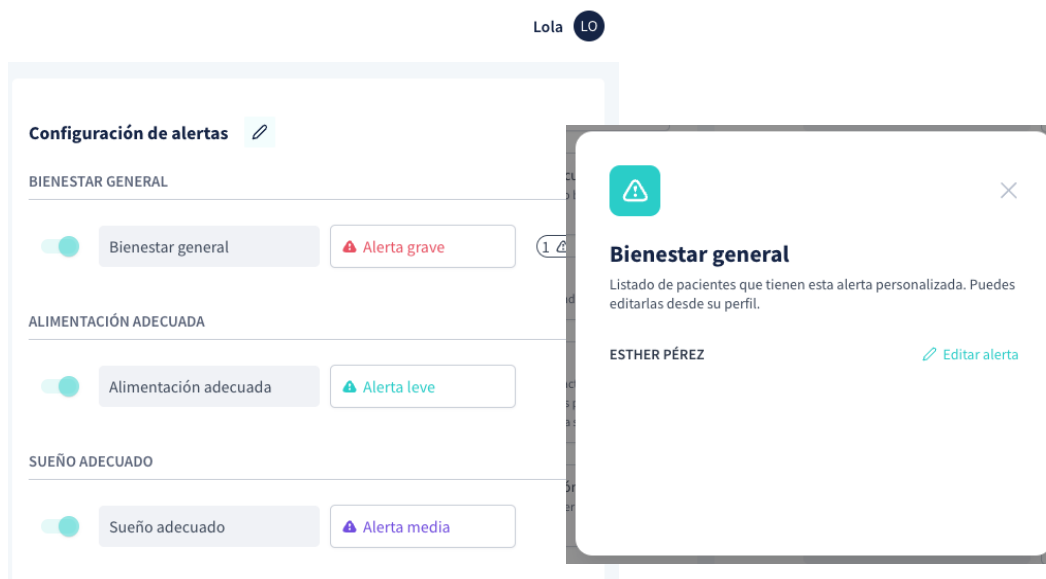 Lola LO
Configuración de alertas
BIENESTAR GENERAL
Bienestar general
Alerta grave
1
ALIMENTACIÓN ADECUADA
Alimentación adecuada
Alerta leve
SUEÑO ADECUADO
Sueño adecuado
Alerta media
Bienestar general
Listado de pacientes que tienen esta alerta personalizada. Puedes
editarlas desde su perfil.
ESTHER PÉREZ
Editar alerta